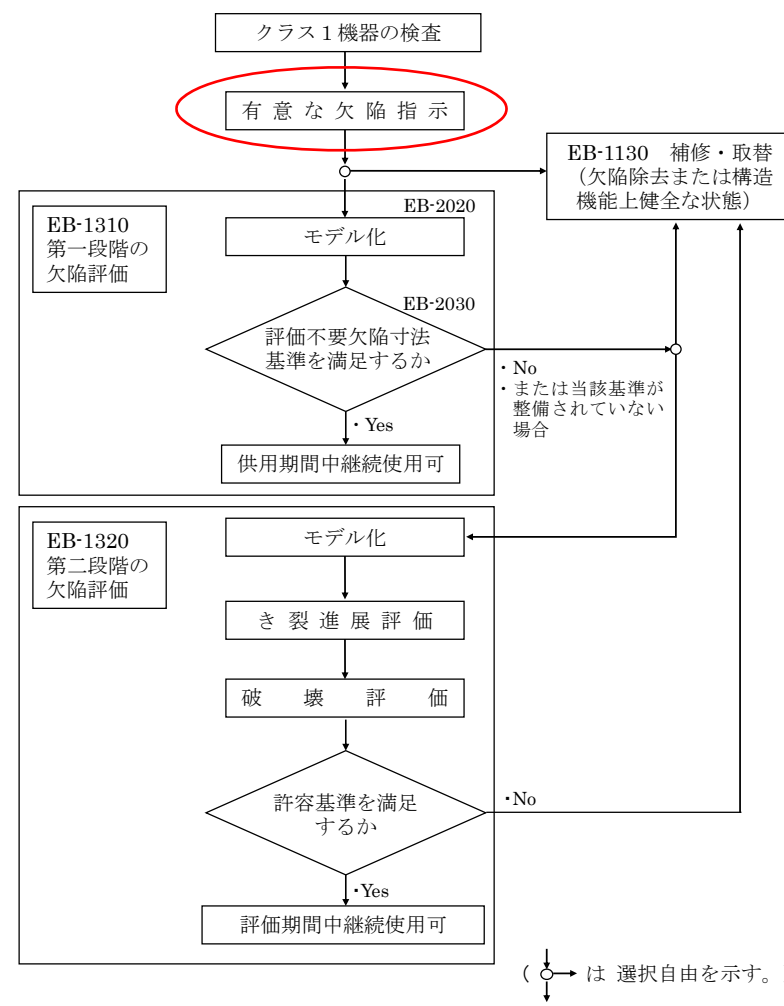 クラス１機器の検査
有意な欠陥指示
EB-1130　補修・取替
（欠陥除去または構造
機能上健全な状態）
EB-1310
第一段階の
欠陥評価
EB-2020
モデル化
EB-2030
評価不要欠陥寸法
基準を満足するか
・No
・または当該基準が
整備されていない
場合
・Yes
供用期間中継続使用可
EB-1320
第二段階の
欠陥評価
モデル化
き裂進展評価
破壊評価
許容基準を満足
するか
・No
・Yes
評価期間中継続使用可
（ は 選択自由を示す。